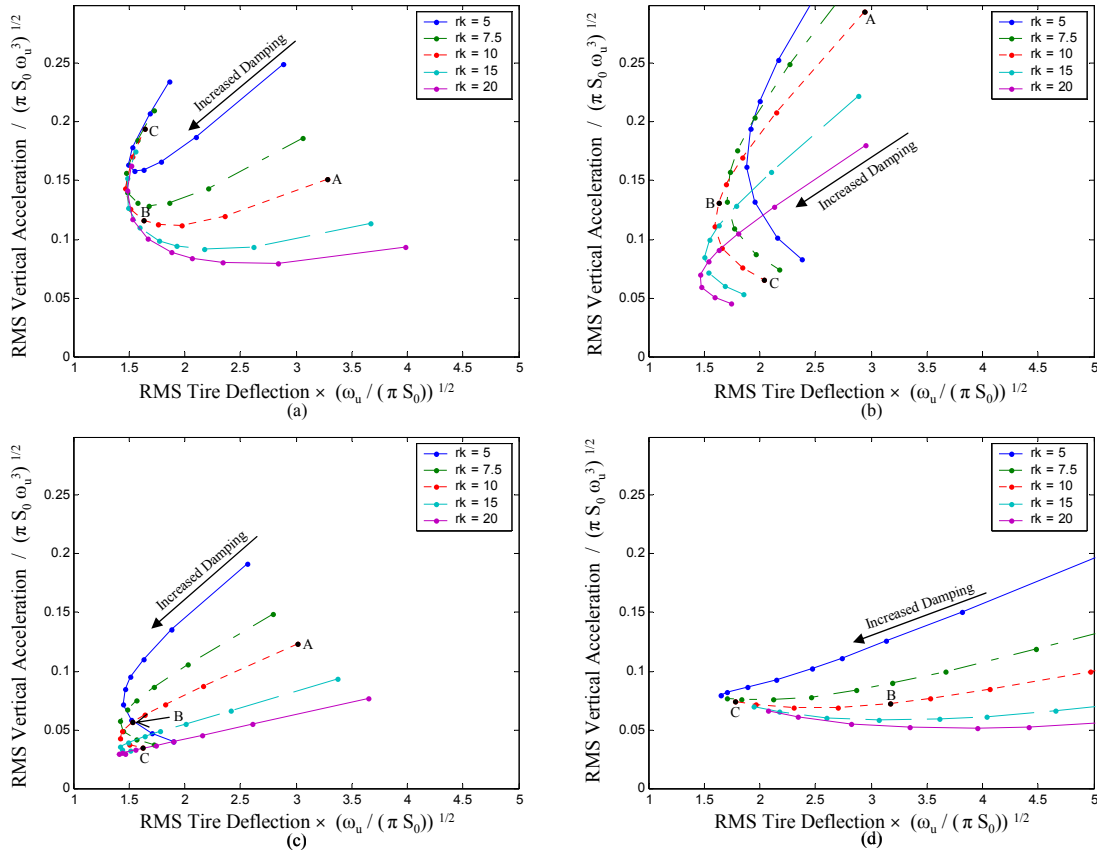 RMS Vertical Acceleration / (π S₀ ωᵤ³) ¹/²
0.25
0.2
0.15
0.1
0.05
0
rk = 5
rk = 7.5
rk = 10
rk = 15
rk = 20
Increased Damping
A
B
C
1 1.5 2 2.5 3 3.5 4 4.5 5
RMS Tire Deflection × (ωᵤ / ( π S₀)) ¹/²
(a)
RMS Vertical Acceleration / (π S₀ ωᵤ³) ¹/²
0.25
0.2
0.15
0.1
0.05
0
rk = 5
rk = 7.5
rk = 10
rk = 15
rk = 20
A
B
C
Increased Damping
1 1.5 2 2.5 3 3.5 4 4.5 5
RMS Tire Deflection × (ωᵤ / ( π S₀)) ¹/²
(b)
RMS Vertical Acceleration / (π S₀ ωᵤ³) ¹/²
0.25
0.2
0.15
0.1
0.05
0
rk = 5
rk = 7.5
rk = 10
rk = 15
rk = 20
Increased Damping
A
B
C
1 1.5 2 2.5 3 3.5 4 4.5 5
RMS Tire Deflection × (ωᵤ / ( π S₀)) ¹/²
(c)
RMS Vertical Acceleration / (π S₀ ωᵤ³) ¹/²
0.25
0.2
0.15
0.1
0.05
0
rk = 5
rk = 7.5
rk = 10
rk = 15
rk = 20
Increased Damping
B
C
1 1.5 2 2.5 3 3.5 4 4.5 5
RMS Tire Deflection × (ωᵤ / ( π S₀)) ¹/²
(d)